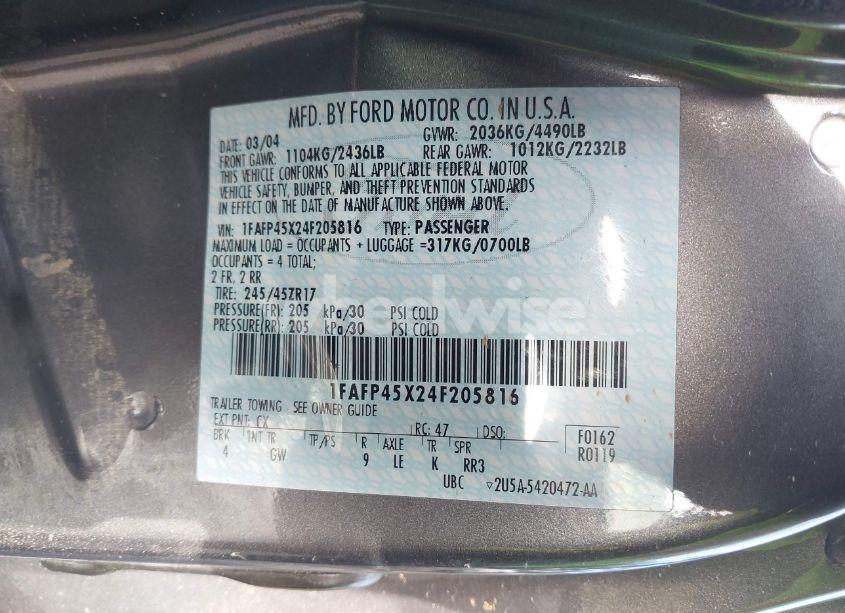 MFD. BY FORD MOTOR CO. IN U.S.A.
DATE: 03/04 GVWR: 2036KG/4490LB
FRONT GAWR: 1104KG/2436LB REAR GAWR: 1012KG/2232LB
THIS VEHICLE CONFORMS TO ALL APPLICABLE FEDERAL MOTOR
VEHICLE SAFETY, BUMPER, AND THEFT PREVENTION STANDARDS
IN EFFECT ON THE DATE OF MANUFACTURE SHOWN ABOVE.
VIN: 1FAFP45X24F205816 TYPE: PASSENGER
MAXIMUM LOAD = OCCUPANTS + LUGGAGE =317KG/0700LB
OCCUPANTS = 4 TOTAL;
2 FR, 2 RR
TIRE: 245/45ZR17
PRESSURE(FR): 205 kPa/30 PSI COLD
PRESSURE(RR): 205 kPa/30 PSI COLD
1FAFP45X24F205816
TRAILER TOWING - SEE OWNER GUIDE
EXT PNT: CX RC: 47 DSO: F0162
BRK INT TR TP/PS R AXLE TR SPR R0119
4 GW 9 LE K RR3
UBC ▽2U5A-5420472-AA